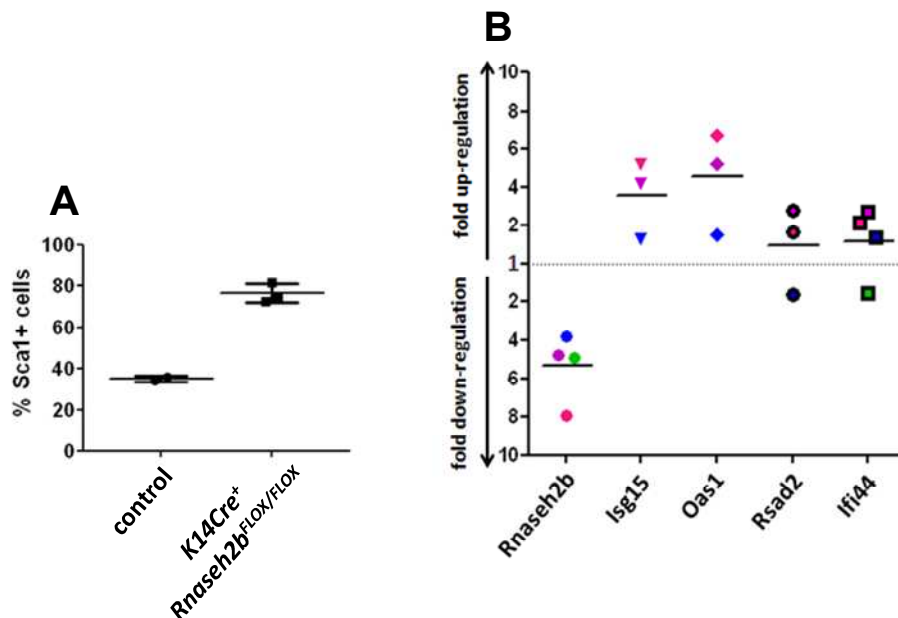 A
% Sca1+ cells
100
80
60
40
20
0
control
K14Cre+
Rnaseh2bFLOX/FLOX
B
fold up-regulation
fold down-regulation
10
8
6
4
2
1
2
4
6
8
10
Rnaseh2b
Isg15
Oas1
Rsad2
Ifi44